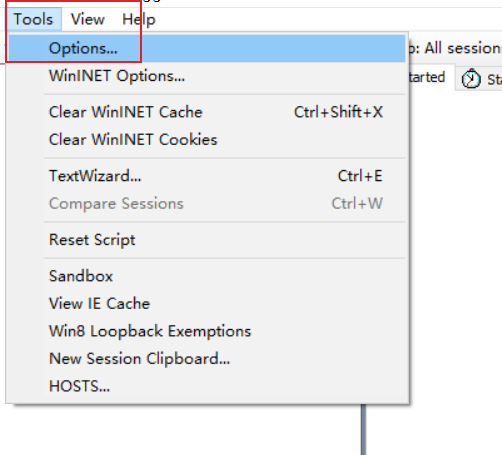 Tools View Help
Options...
p: All session
WinINET Options...
tarted Sta
Clear WinINET Cache Ctrl+Shift+X
Clear WinINET Cookies
TextWizard... Ctrl+E
Compare Sessions Ctrl+W
Reset Script
Sandbox
View IE Cache
Win8 Loopback Exemptions
New Session Clipboard...
HOSTS...